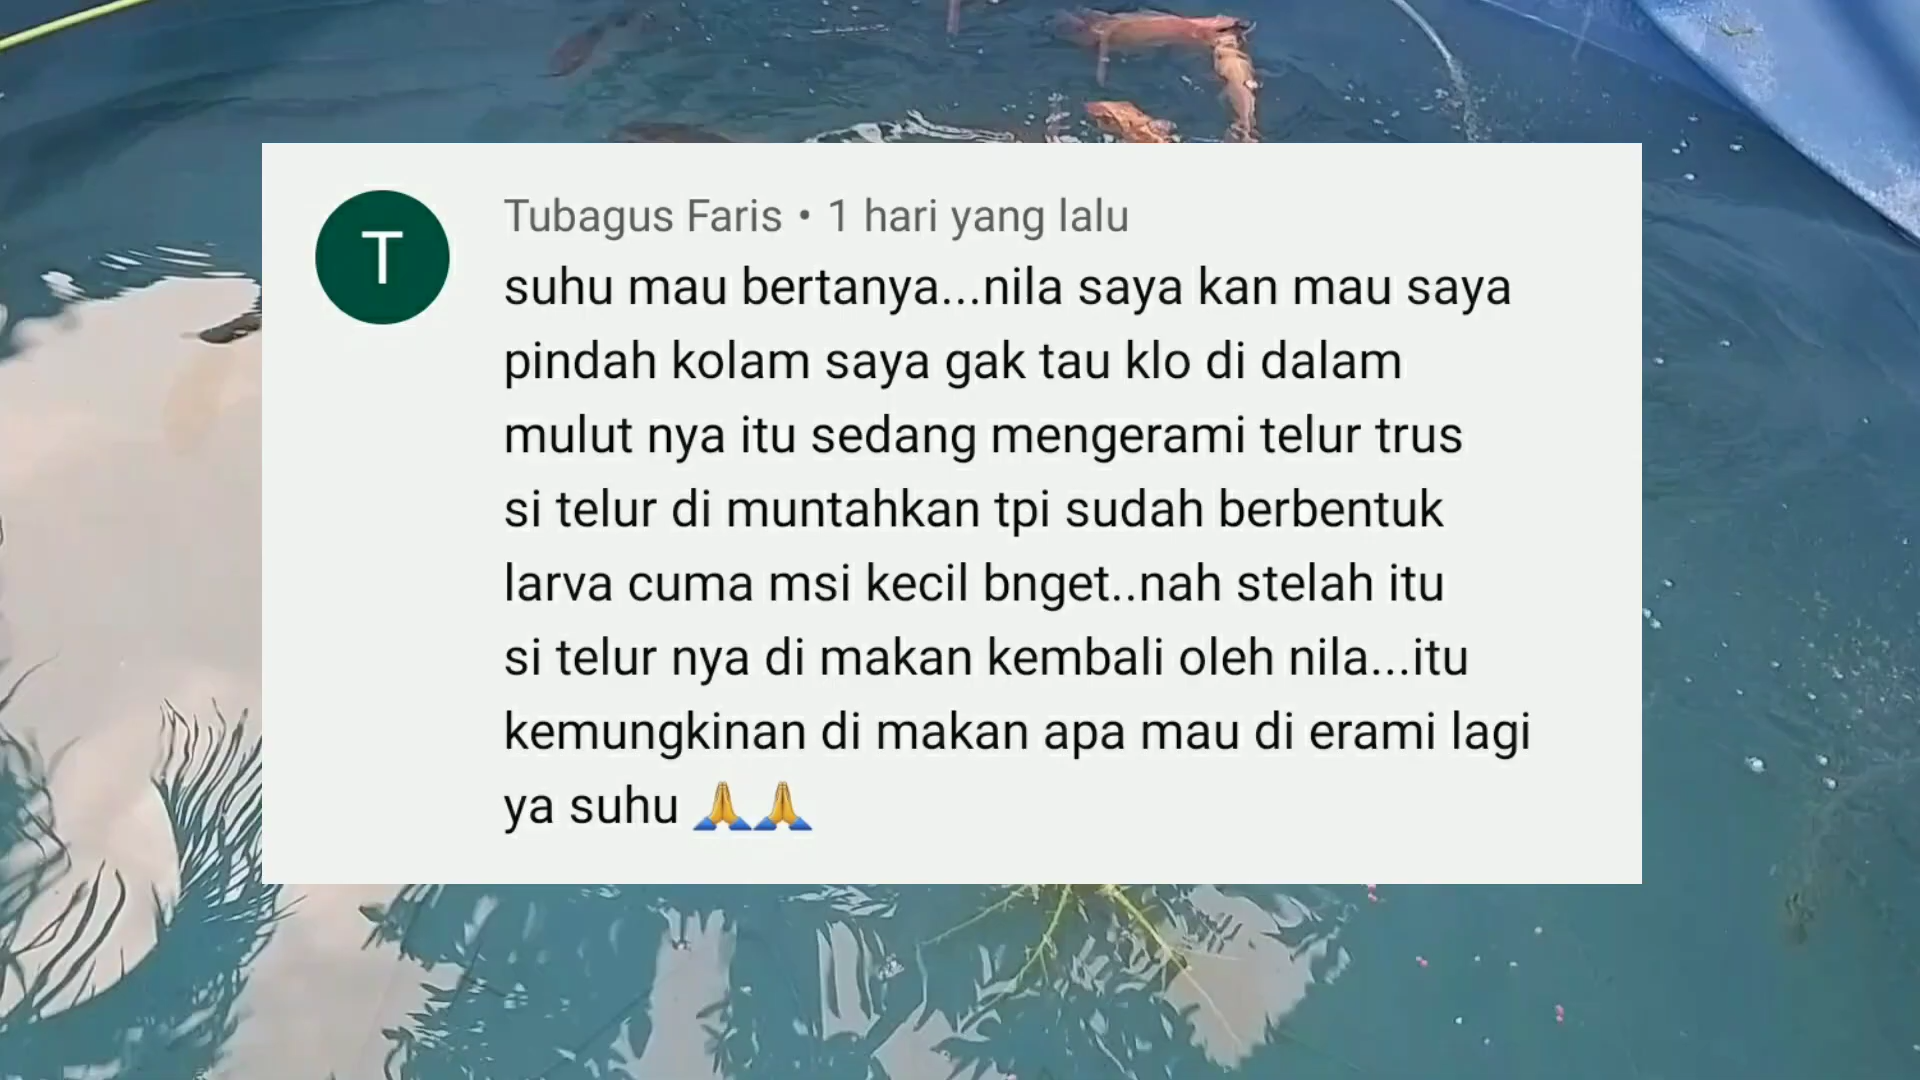 T
Tubagus Faris • 1 hari yang lalu
suhu mau bertanya...nila saya kan mau saya
pindah kolam saya gak tau klo di dalam
mulut nya itu sedang mengerami telur trus
si telur di muntahkan tpi sudah berbentuk
larva cuma msi kecil bnget..nah stelah itu
si telur nya di makan kembali oleh nila...itu
kemungkinan di makan apa mau di erami lagi
ya suhu 🙏🙏